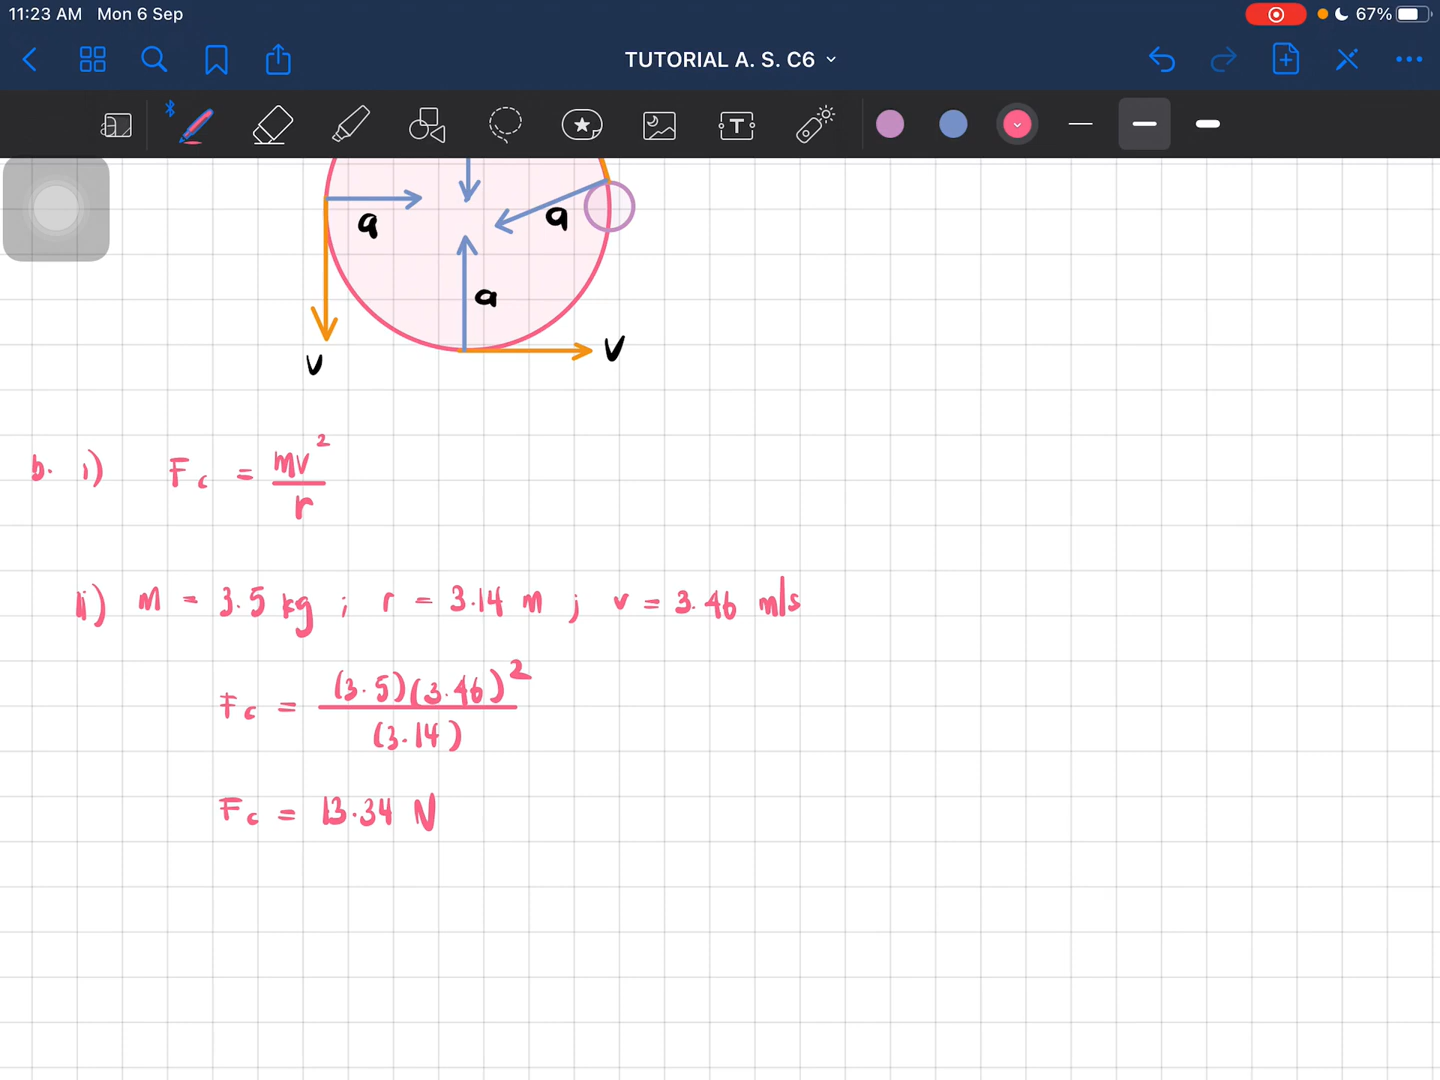 11:23 AM Mon 6 Sep 67%
TUTORIAL A. S. C6
T
a
a
a
v
v
b. i) Fc = mv²/r
ii) m = 3.5 kg ; r = 3.14 m ; v = 3.46 m/s
Fc = (3.5)(3.46)²
(3.14)
Fc = 13.34 N